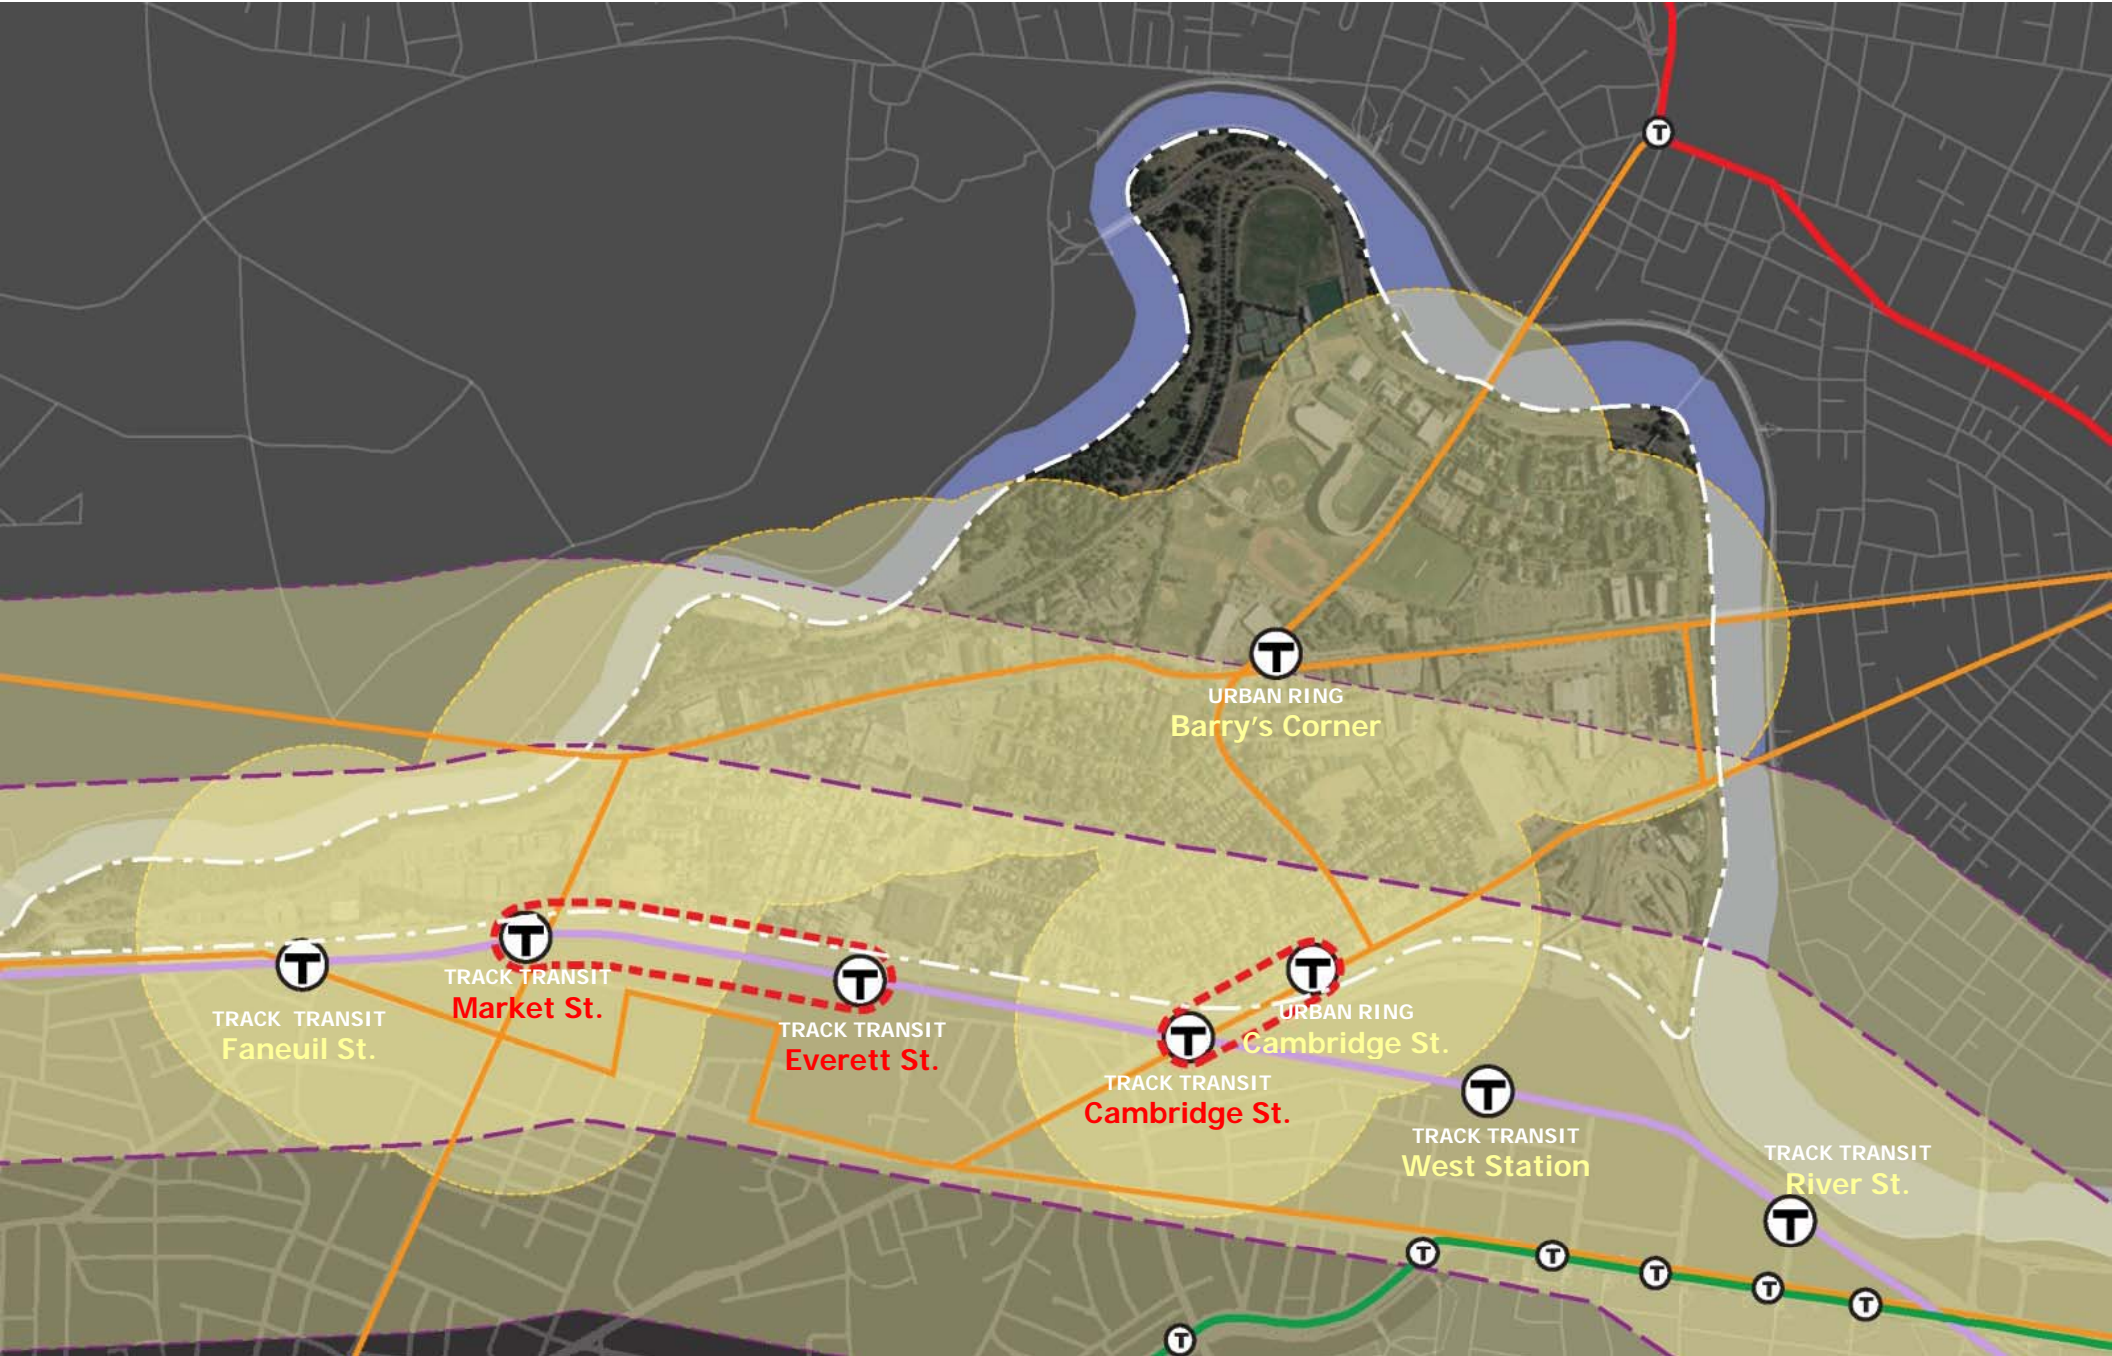 T
T
URBAN RING
Barry's Corner
T
TRACK TRANSIT
Faneuil St.
T
TRACK TRANSIT
Market St.
T
TRACK TRANSIT
Everett St.
T
URBAN RING
Cambridge St.
T
TRACK TRANSIT
Cambridge St.
T
TRACK TRANSIT
West Station
TRACK TRANSIT
River St.
T
T
T
T
T
T
T